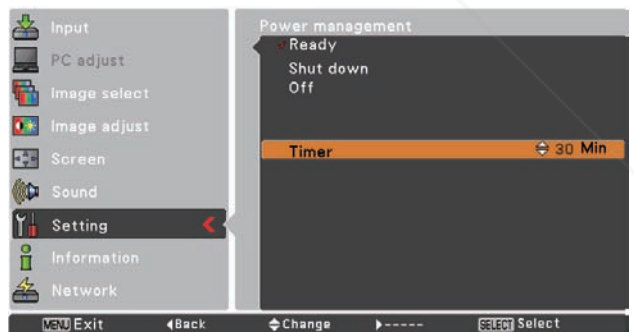 Input
PC adjust
Image select
Image adjust
Screen
Sound
Setting
Information
Network
Power management
Ready
Shut down
Off
Timer 30 Min
MENU Exit Back Change ----- SELECT Select